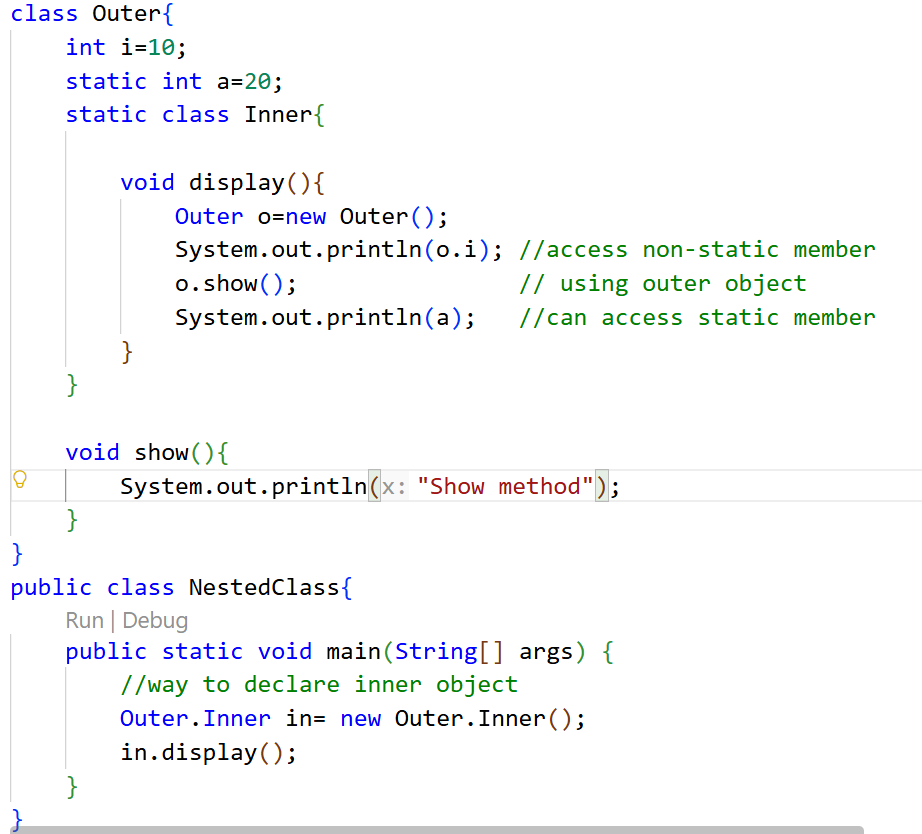 class Outer{
    int i=10;
    static int a=20;
    static class Inner{

        void display(){
            Outer o=new Outer();
            System.out.println(o.i); //access non-static member
            o.show();                // using outer object
            System.out.println(a);   //can access static member
        }
    }

    void show(){
        System.out.println(x: "Show method");
    }
}
public class NestedClass{
    Run | Debug
    public static void main(String[] args) {
        //way to declare inner object
        Outer.Inner in= new Outer.Inner();
        in.display();
    }
}